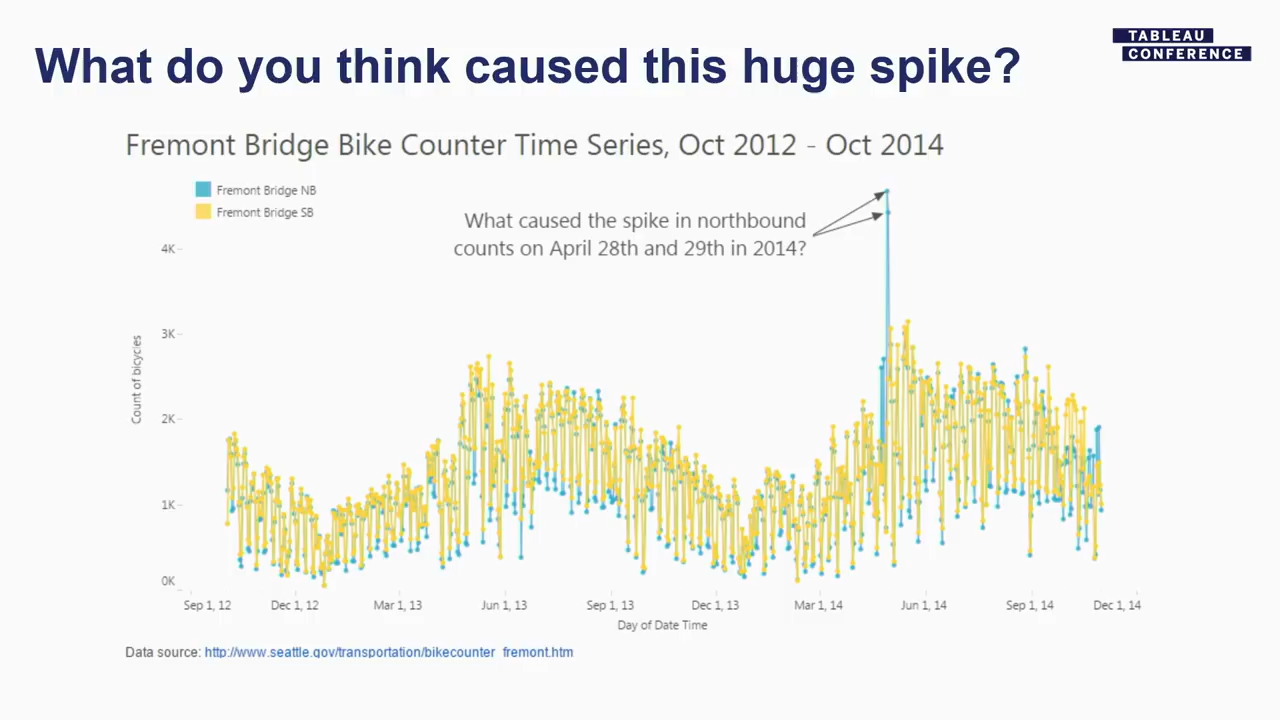 What do you think caused this huge spike?
TABLEAU
CONFERENCE
Fremont Bridge Bike Counter Time Series, Oct 2012 - Oct 2014
Fremont Bridge NB
Fremont Bridge SB
What caused the spike in northbound
counts on April 28th and 29th in 2014?
4K
3K
2K
1K
0K
Count of bicycles
Sep 1, 12 Dec 1, 12 Mar 1, 13 Jun 1, 13 Sep 1, 13 Dec 1, 13 Mar 1, 14 Jun 1, 14 Sep 1, 14 Dec 1, 14
Day of Date Time
Data source: http://www.seattle.gov/transportation/bikecounter_fremont.htm